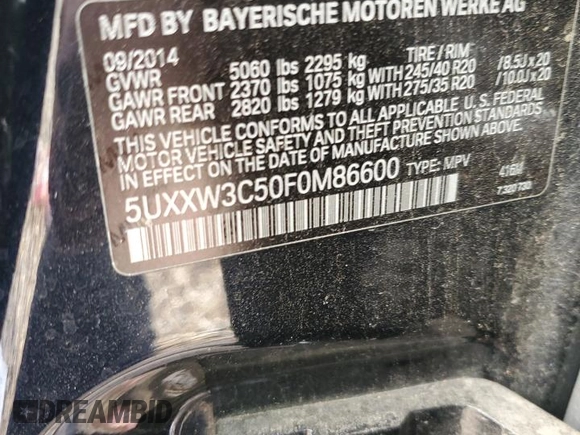 MFD BY BAYERISCHE MOTOREN WERKE AG
09/2014
GVWR 5060 lbs 2295 kg TIRE / RIM
GAWR FRONT 2370 lbs 1075 kg WITH 245/40 R20 / 8.5J x 20
GAWR REAR 2820 lbs 1279 kg WITH 275/35 R20 / 10.0J x 20
THIS VEHICLE CONFORMS TO ALL APPLICABLE U.S. FEDERAL
MOTOR VEHICLE SAFETY, BUMPER, AND THEFT PREVENTION
STANDARDS IN EFFECT ON THE DATE OF MANUFACTURE SHOWN ABOVE.
5UXXW3C50F0M86600 TYPE: MPV
DREAMBID